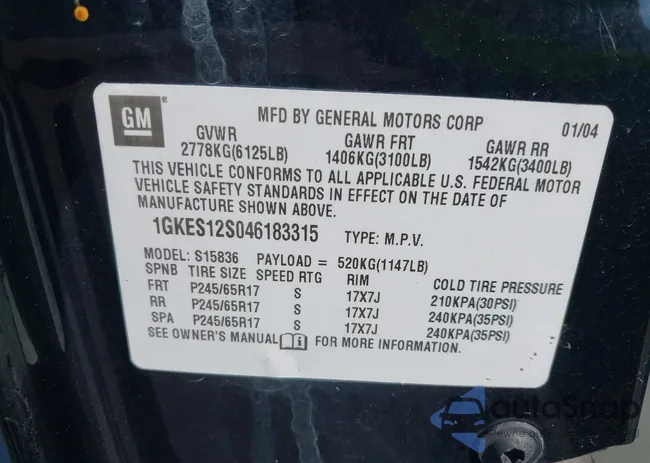 GM ®
MFD BY GENERAL MOTORS CORP 01/04
GVWR GAWR FRT GAWR RR
2778KG(6125LB) 1406KG(3100LB) 1542KG(3400LB)
THIS VEHICLE CONFORMS TO ALL APPLICABLE U.S. FEDERAL MOTOR
VEHICLE SAFETY STANDARDS IN EFFECT ON THE DATE OF
MANUFACTURE SHOWN ABOVE.
1GKES12S046183315 TYPE: M.P.V.
MODEL: S15836 PAYLOAD = 520KG(1147LB)
SPNB TIRE SIZE SPEED RTG RIM COLD TIRE PRESSURE
FRT P245/65R17 S 17X7J 210KPA(30PSI)
RR P245/65R17 S 17X7J 240KPA(35PSI)
SPA P245/65R17 S 17X7J 240KPA(35PSI)
SEE OWNER'S MANUAL FOR MORE INFORMATION.
autoSnap